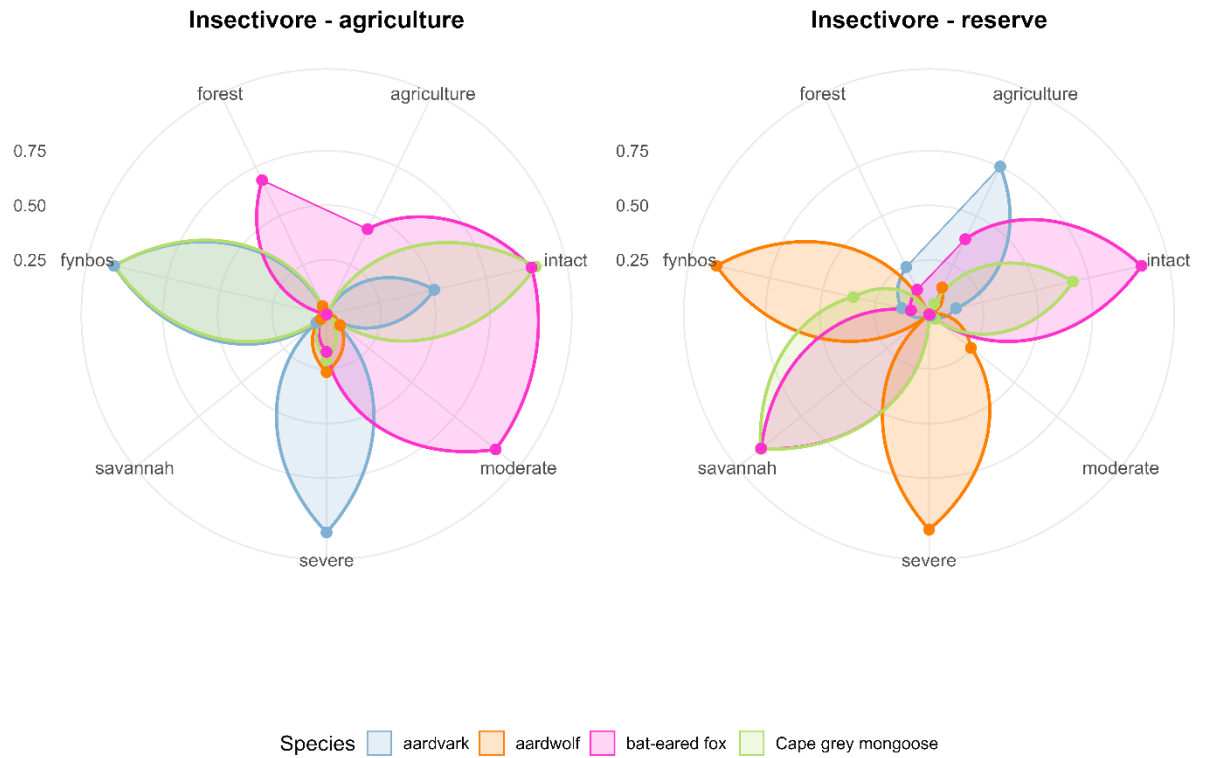 Insectivore - agriculture
Insectivore - reserve
forest
agriculture
0.75
0.50
0.25
fynbos
intact
savannah
moderate
severe
forest
agriculture
0.75
0.50
0.25
fynbos
intact
savannah
moderate
severe
Species aardvark aardwolf bat-eared fox Cape grey mongoose